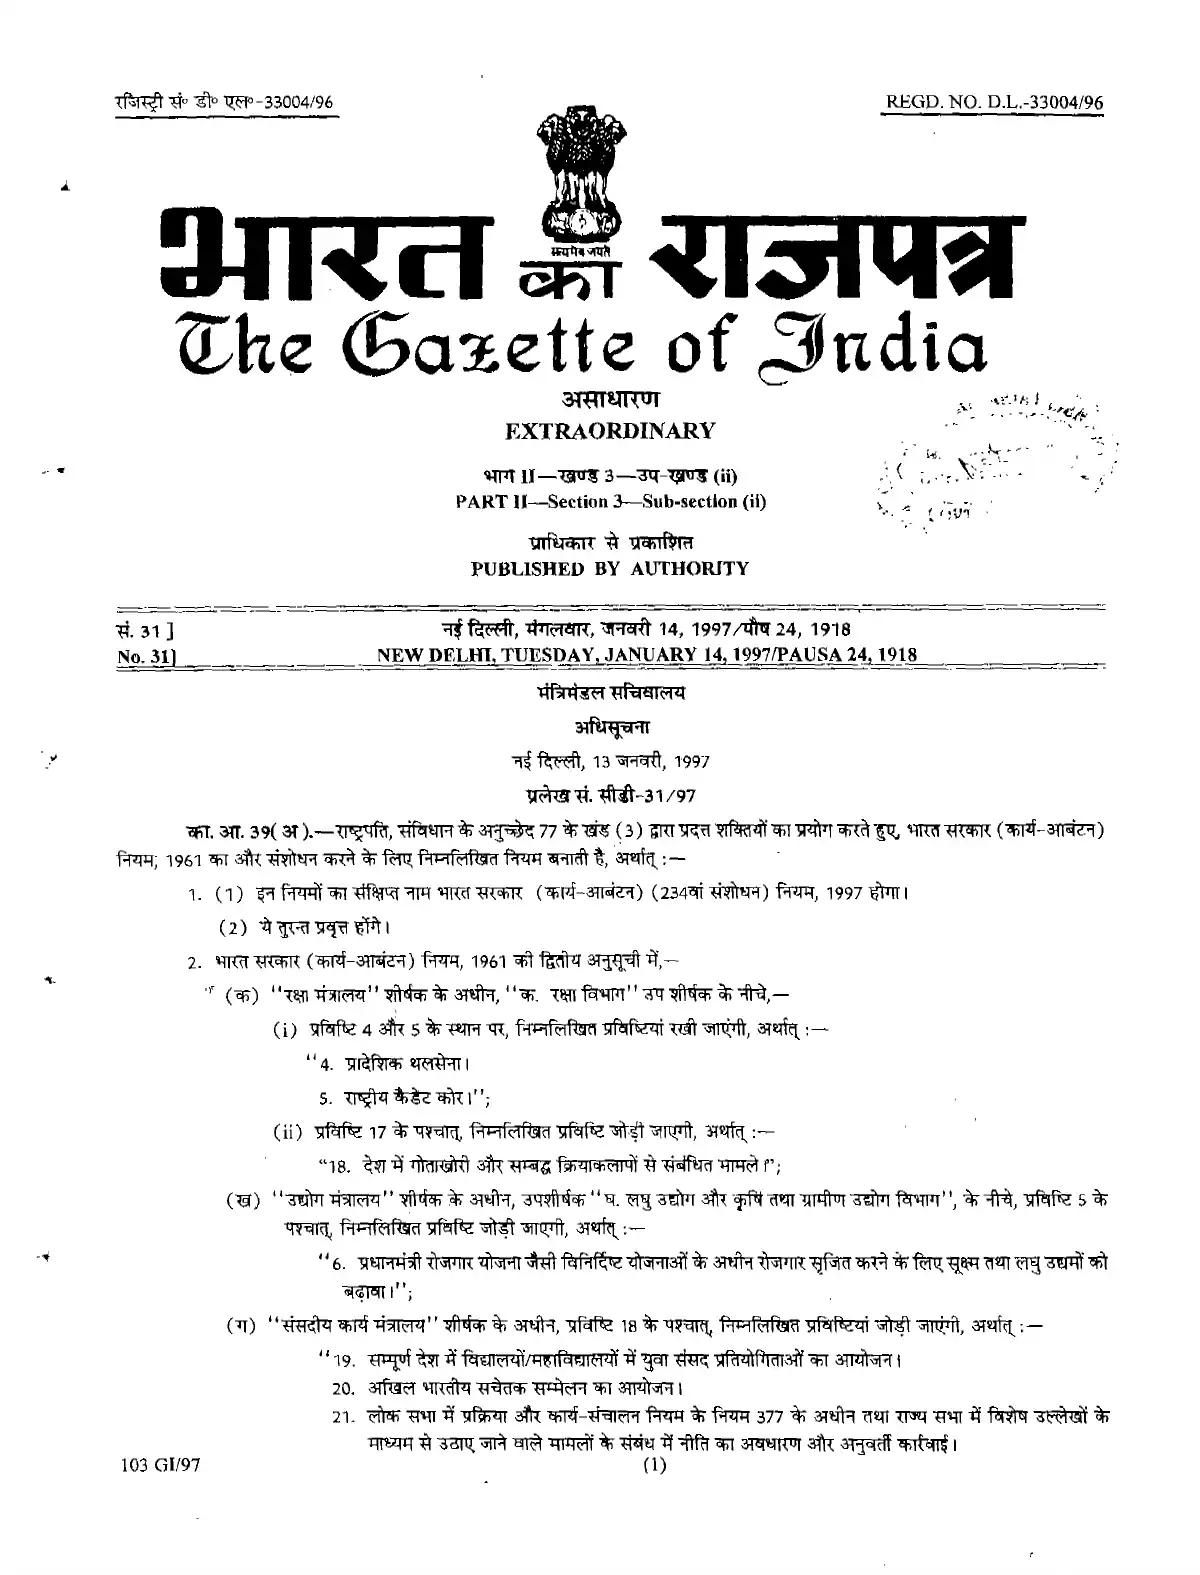 रजिस्ट्री सं० डी० एल०-33004/96
REGD. NO. D.L.-33004/96
सत्यमेव जयते
भारत का राजपत्र
The Gazette of India
असाधारण
EXTRAORDINARY
भाग II—खण्ड 3—उप-खण्ड (ii)
PART II—Section 3—Sub-section (ii)
प्राधिकार से प्रकाशित
PUBLISHED BY AUTHORITY
सं. 31 ]
नई दिल्ली, मंगलवार, जनवरी 14, 1997/पौष 24, 1918
No. 31]
NEW DELHI, TUESDAY, JANUARY 14, 1997/PAUSA 24, 1918
मंत्रिमंडल सचिवालय
अधिसूचना
नई दिल्ली, 13 जनवरी, 1997
प्रलेख सं. सीडी-31/97
का. आ. 39( अ ).—राष्ट्रपति, संविधान के अनुच्छेद 77 के खंड (3) द्वारा प्रदत्त शक्तियों का प्रयोग करते हुए, भारत सरकार (कार्य-आबंटन)
नियम, 1961 का और संशोधन करने के लिए निम्नलिखित नियम बनाती है, अर्थात् :—
1. (1) इन नियमों का संक्षिप्त नाम भारत सरकार (कार्य-आबंटन) (234वां संशोधन) नियम, 1997 होगा।
(2) ये तुरन्त प्रवृत्त होंगे।
2. भारत सरकार (कार्य-आबंटन) नियम, 1961 की द्वितीय अनुसूची में,—
(क) ''रक्षा मंत्रालय'' शीर्षक के अधीन, ''क. रक्षा विभाग'' उप शीर्षक के नीचे,—
(i) प्रविष्टि 4 और 5 के स्थान पर, निम्नलिखित प्रविष्टियां रखी जाएंगी, अर्थात् :—
''4. प्रादेशिक थलसेना।
5. राष्ट्रीय कैडेट कोर।'';
(ii) प्रविष्टि 17 के पश्चात्, निम्नलिखित प्रविष्टि जोड़ी जाएगी, अर्थात् :—
"18. देश में गोताखोरी और सम्बद्ध क्रियाकलापों से संबंधित मामले।";
(ख) ''उद्योग मंत्रालय'' शीर्षक के अधीन, उपशीर्षक ''घ. लघु उद्योग और कृषि तथा ग्रामीण उद्योग विभाग'', के नीचे, प्रविष्टि 5 के
पश्चात्, निम्नलिखित प्रविष्टि जोड़ी जाएगी, अर्थात् :—
''6. प्रधानमंत्री रोजगार योजना जैसी विनिर्दिष्ट योजनाओं के अधीन रोजगार सृजित करने के लिए सूक्ष्म तथा लघु उद्यमों को
बढ़ावा।'';
(ग) ''संसदीय कार्य मंत्रालय'' शीर्षक के अधीन, प्रविष्टि 18 के पश्चात्, निम्नलिखित प्रविष्टियां जोड़ी जाएंगी, अर्थात् :—
''19. सम्पूर्ण देश में विद्यालयों/महाविद्यालयों में युवा संसद प्रतियोगिताओं का आयोजन।
20. अखिल भारतीय सचेतक सम्मेलन का आयोजन।
21. लोक सभा में प्रक्रिया और कार्य-संचालन नियम के नियम 377 के अधीन तथा राज्य सभा में विशेष उल्लेखों के
माध्यम से उठाए जाने वाले मामलों के संबंध में नीति का अवधारण और अनुवर्ती कार्रवाई।
103 GI/97
(1)